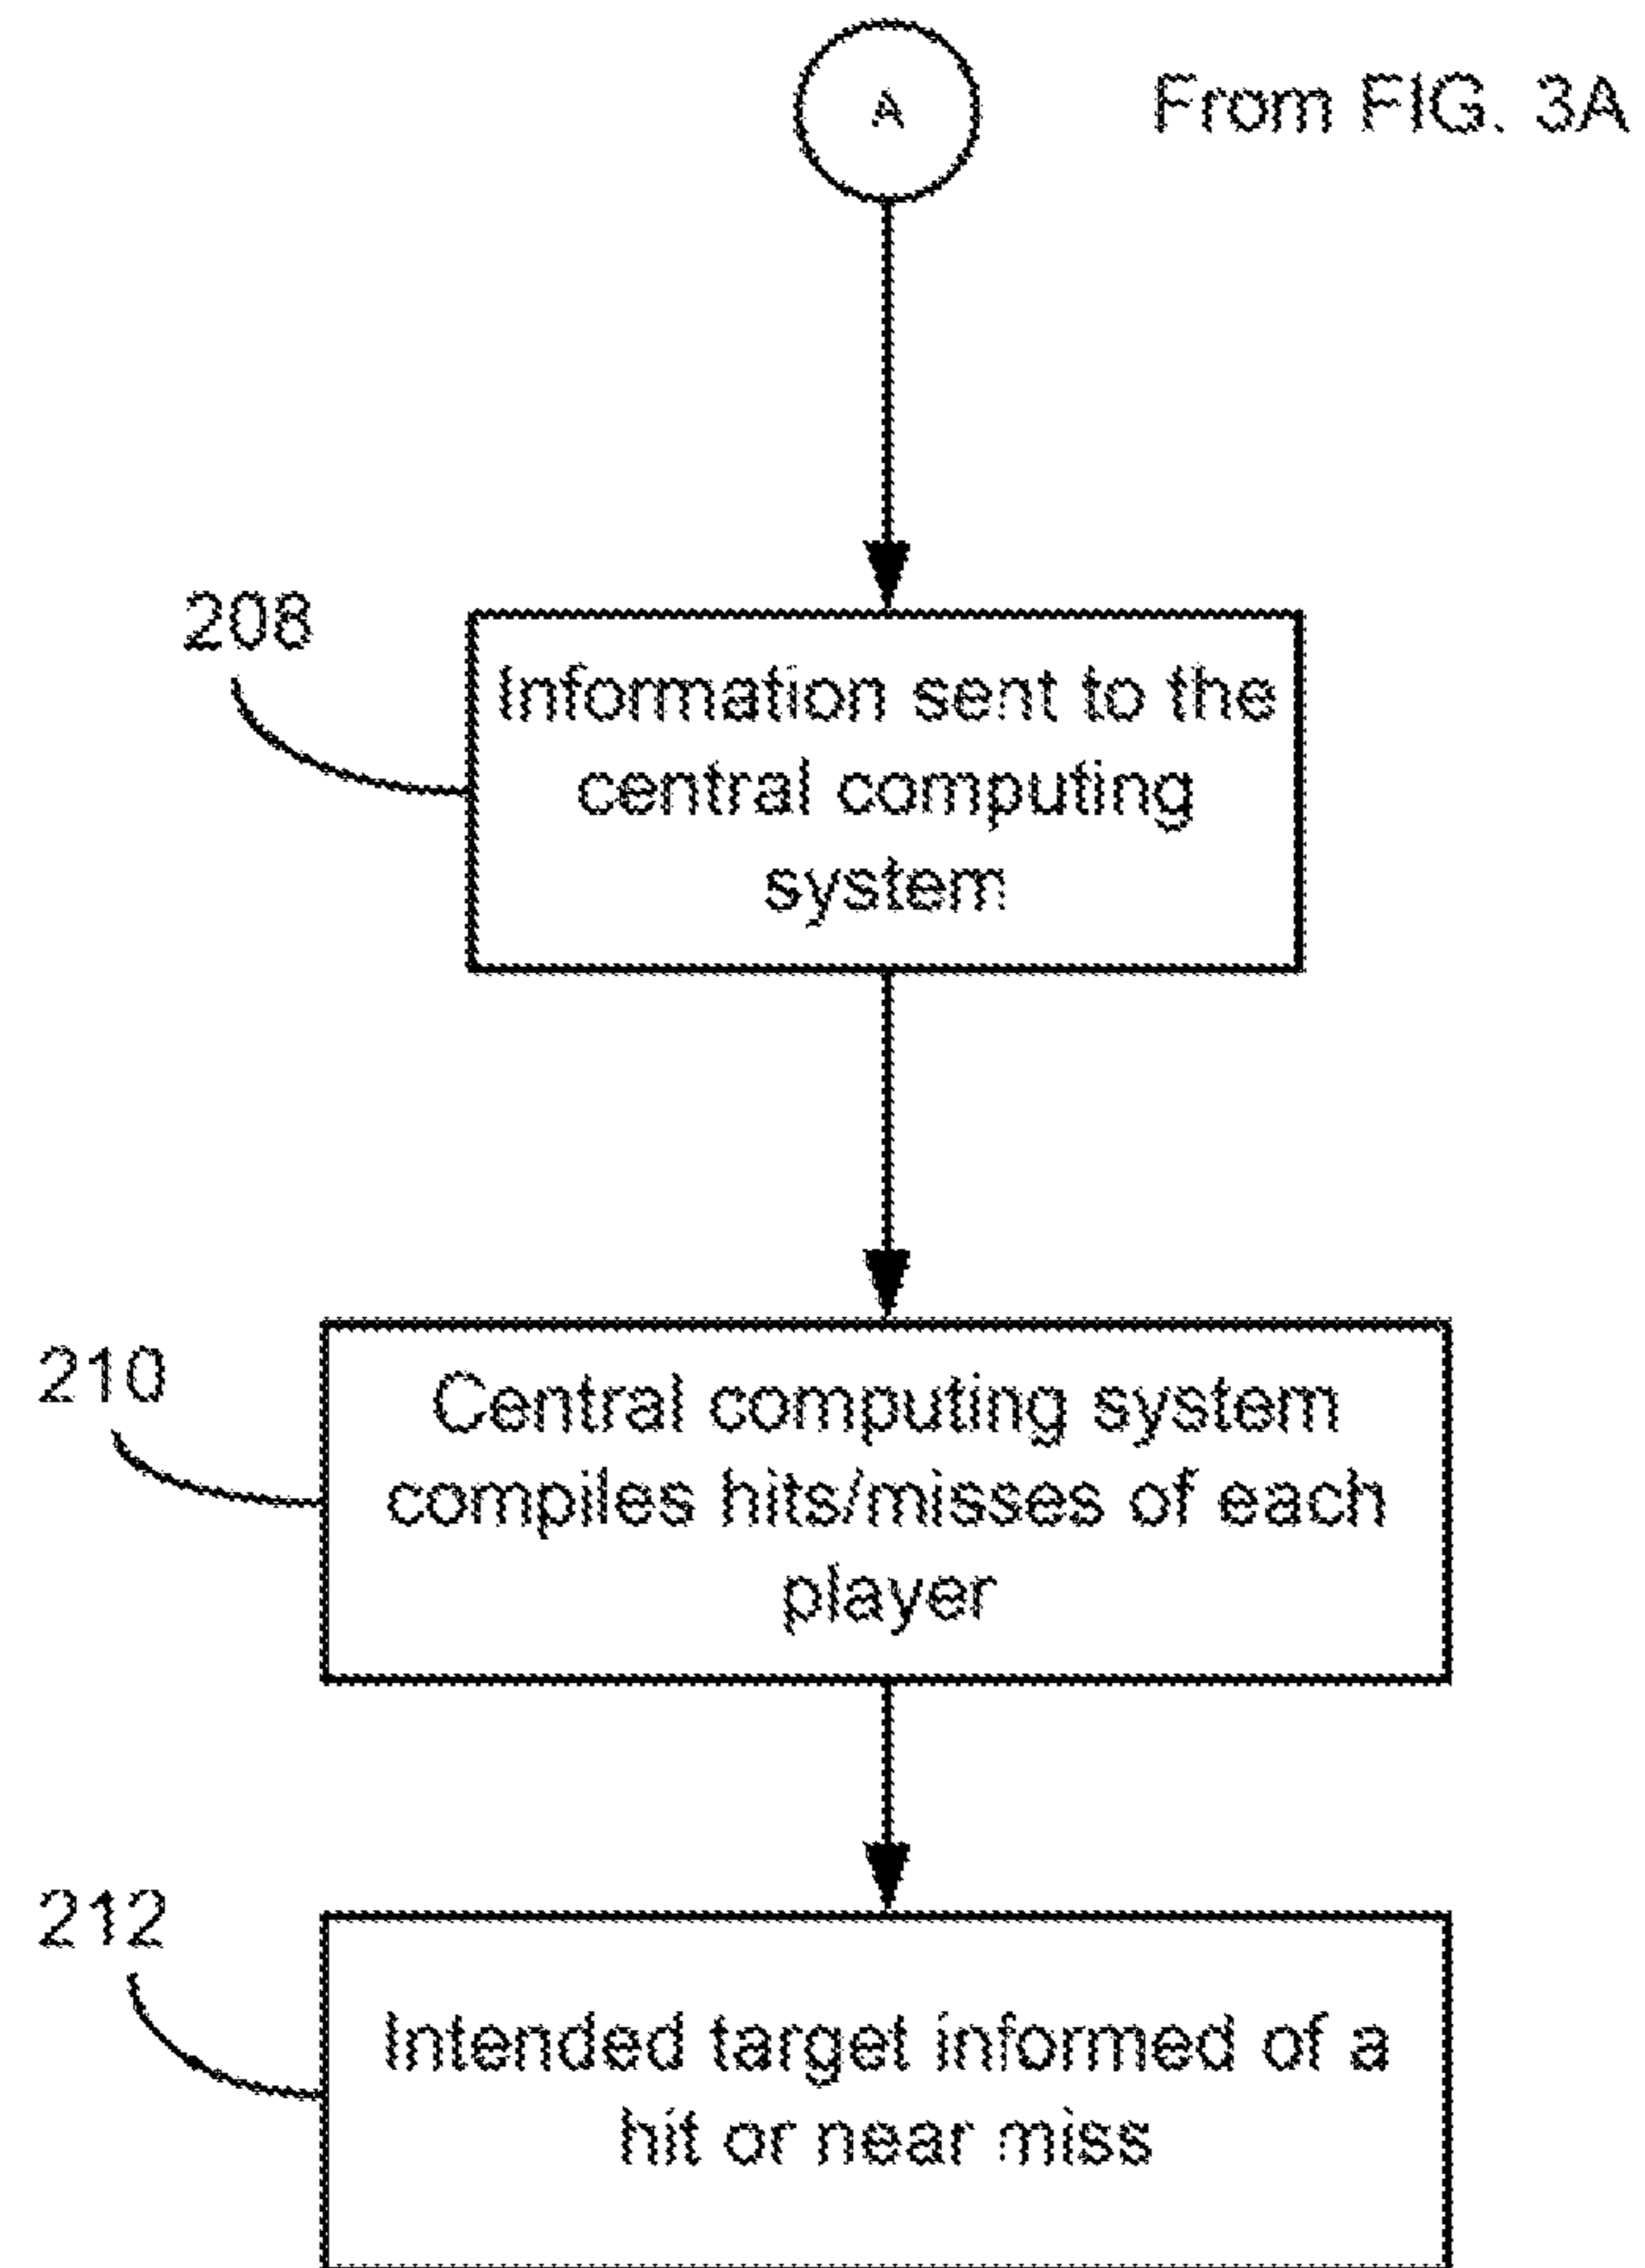 A
From FIG. 3A
208
Information sent to the
central computing
system
210
Central computing system
compiles hits/misses of each
player
212
Intended target informed of a
hit or near miss